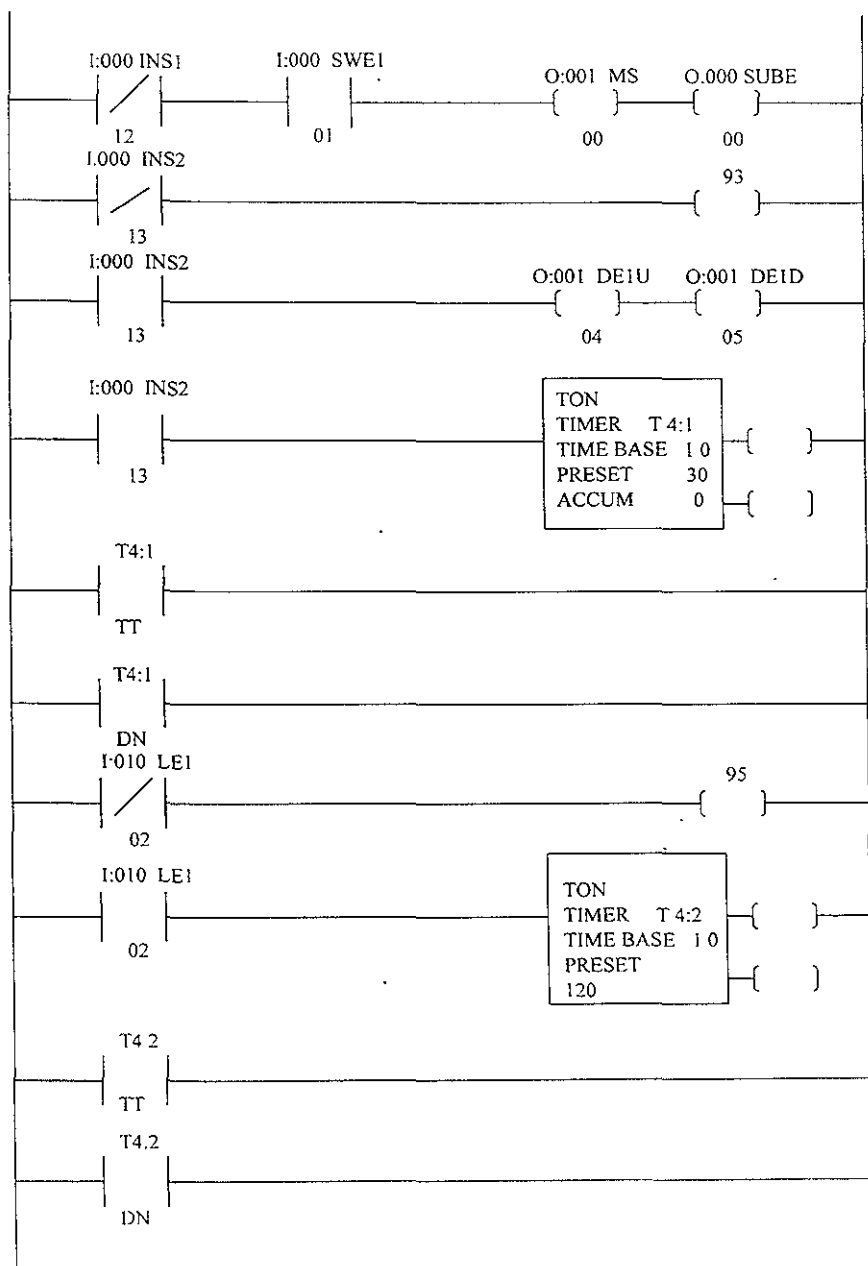 I:000 INS1 I:000 SWE1 O:001 MS O.000 SUBE
12 01 00 00
I.000 INS2 93
13
I:000 INS2 O:001 DE1U O:001 DE1D
13 04 05
I:000 INS2
13
TON
TIMER T 4:1
TIME BASE 1 0
PRESET 30
ACCUM 0
T4:1
TT
T4:1
DN
I:010 LE1 95
02
I:010 LE1
02
TON
TIMER T 4:2
TIME BASE 1 0
PRESET
120
T4 2
TT
T4.2
DN